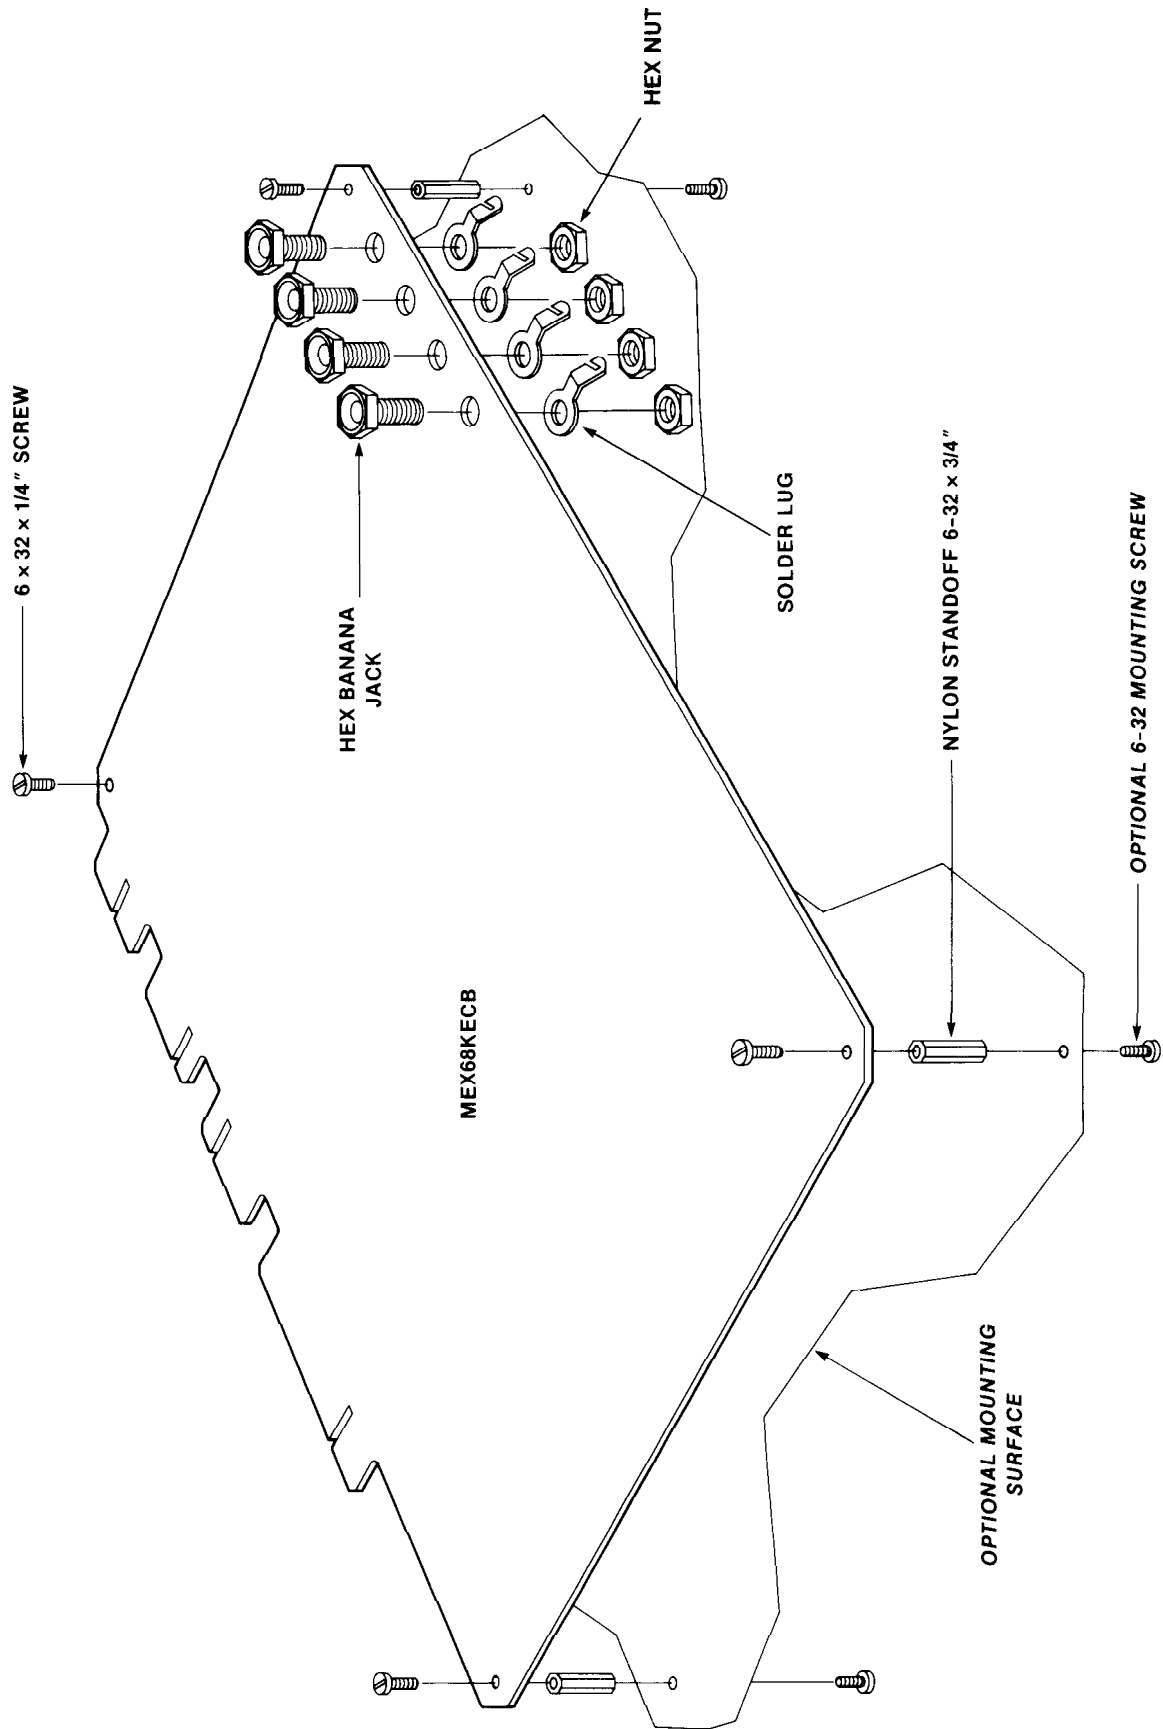 6 x 32 x 1/4" SCREW
HEX BANANA
JACK
HEX NUT
MEX68KECB
SOLDER LUG
NYLON STANDOFF 6-32 x 3/4"
OPTIONAL MOUNTING
SURFACE
OPTIONAL 6-32 MOUNTING SCREW